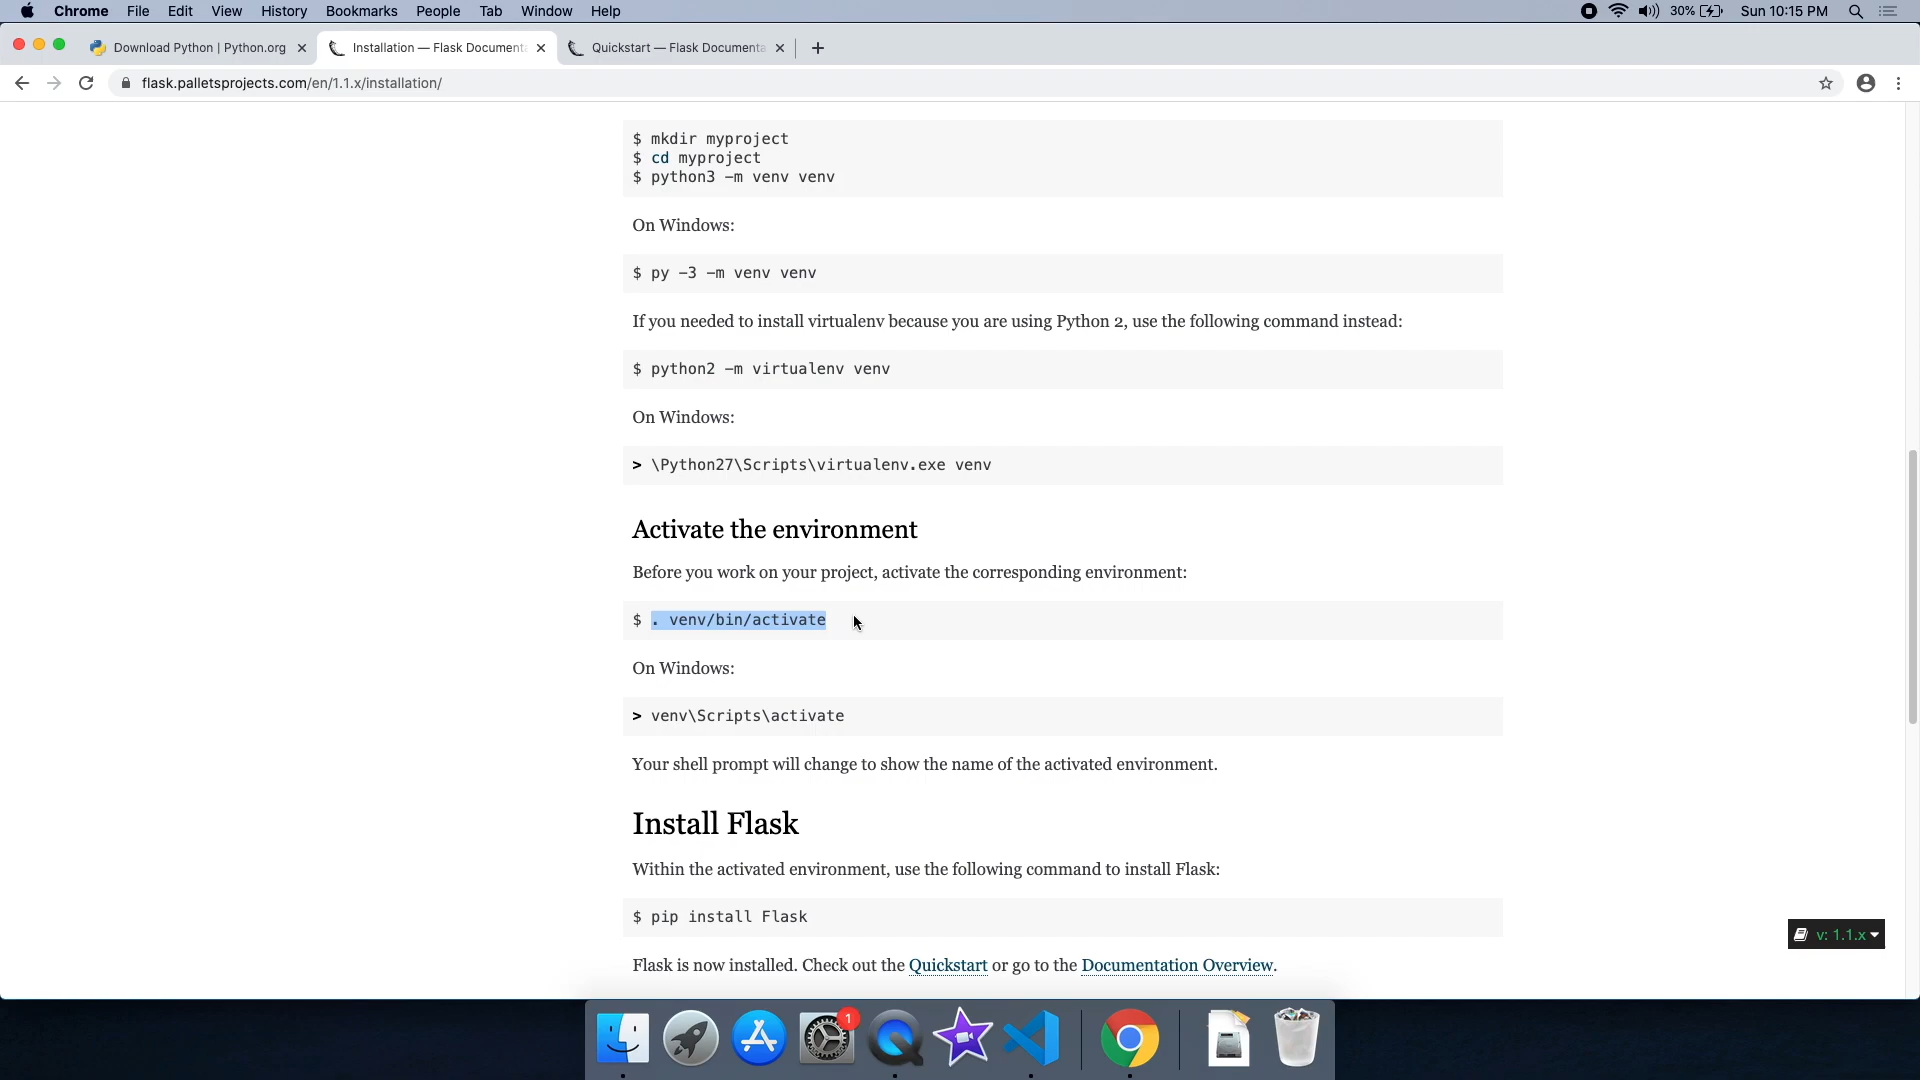 Chrome File Edit View History Bookmarks People Tab Window Help 30% Sun 10:15 PM
Download Python | Python.org Installation — Flask Documenta Quickstart — Flask Documenta
flask.palletsprojects.com/en/1.1.x/installation/
$ mkdir myproject
$ cd myproject
$ python3 -m venv venv
On Windows:
$ py -3 -m venv venv
If you needed to install virtualenv because you are using Python 2, use the following command instead:
$ python2 -m virtualenv venv
On Windows:
> \Python27\Scripts\virtualenv.exe venv
Activate the environment
Before you work on your project, activate the corresponding environment:
$ . venv/bin/activate
On Windows:
> venv\Scripts\activate
Your shell prompt will change to show the name of the activated environment.
Install Flask
Within the activated environment, use the following command to install Flask:
$ pip install Flask
v: 1.1.x
Flask is now installed. Check out the Quickstart or go to the Documentation Overview.
1